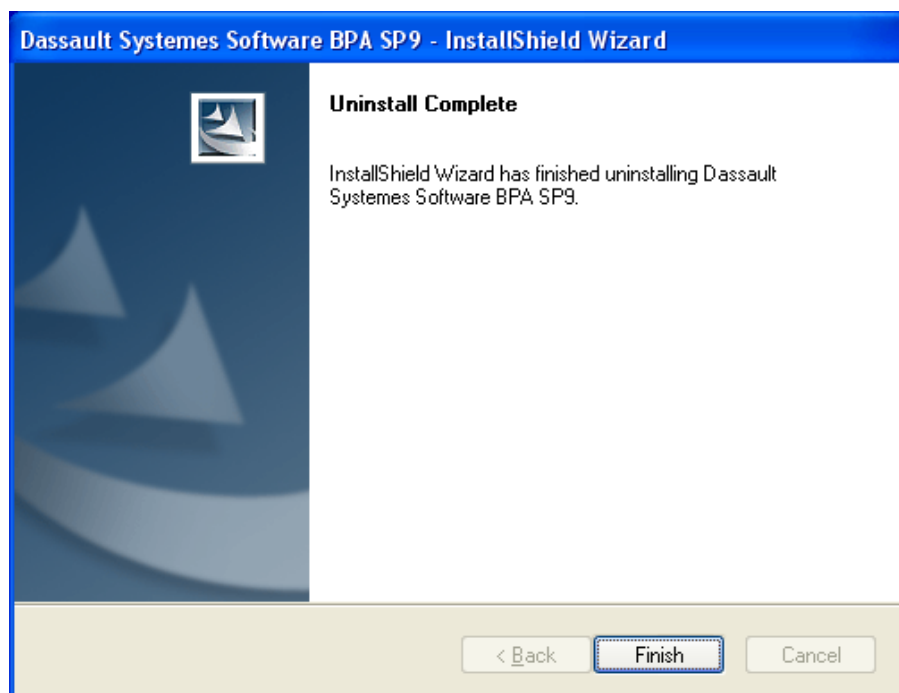 Dassault Systemes Software BPA SP9 - InstallShield Wizard
Uninstall Complete
InstallShield Wizard has finished uninstalling Dassault
Systemes Software BPA SP9.
< Back
Finish
Cancel